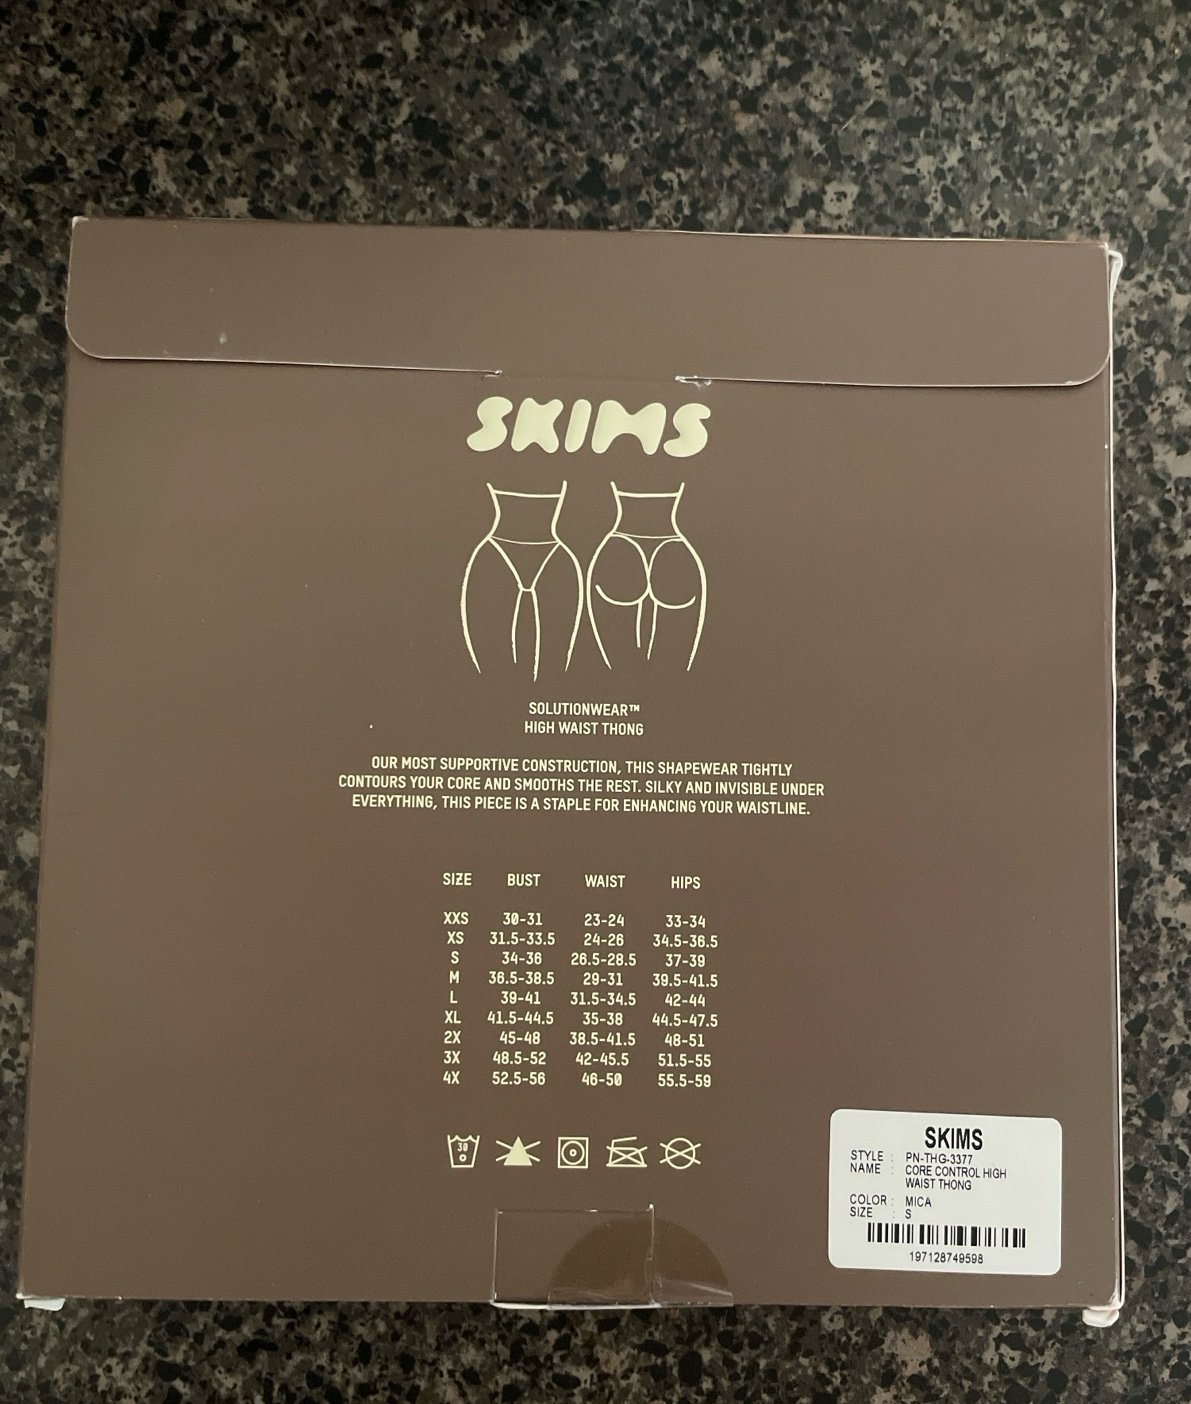 SKIMS
SOLUTIONWEAR™
HIGH WAIST THONG
OUR MOST SUPPORTIVE CONSTRUCTION, THIS SHAPEWEAR TIGHTLY
CONTOURS YOUR CORE AND SMOOTHS THE REST. SILKY AND INVISIBLE UNDER
EVERYTHING, THIS PIECE IS A STAPLE FOR ENHANCING YOUR WAISTLINE.
SIZE BUST WAIST HIPS
XXS 30-31 23-24 33-34
XS 31.5-33.5 24-26 34.5-36.5
S 34-36 26.5-28.5 37-39
M 36.5-38.5 29-31 39.5-41.5
L 39-41 31.5-34.5 42-44
XL 41.5-44.5 35-38 44.5-47.5
2X 45-48 38.5-41.5 48-51
3X 48.5-52 42-45.5 51.5-55
4X 52.5-56 46-50 55.5-59
30
SKIMS
STYLE : PN-THG-3377
NAME : CORE CONTROL HIGH
WAIST THONG
COLOR : MICA
SIZE : S
197128749598